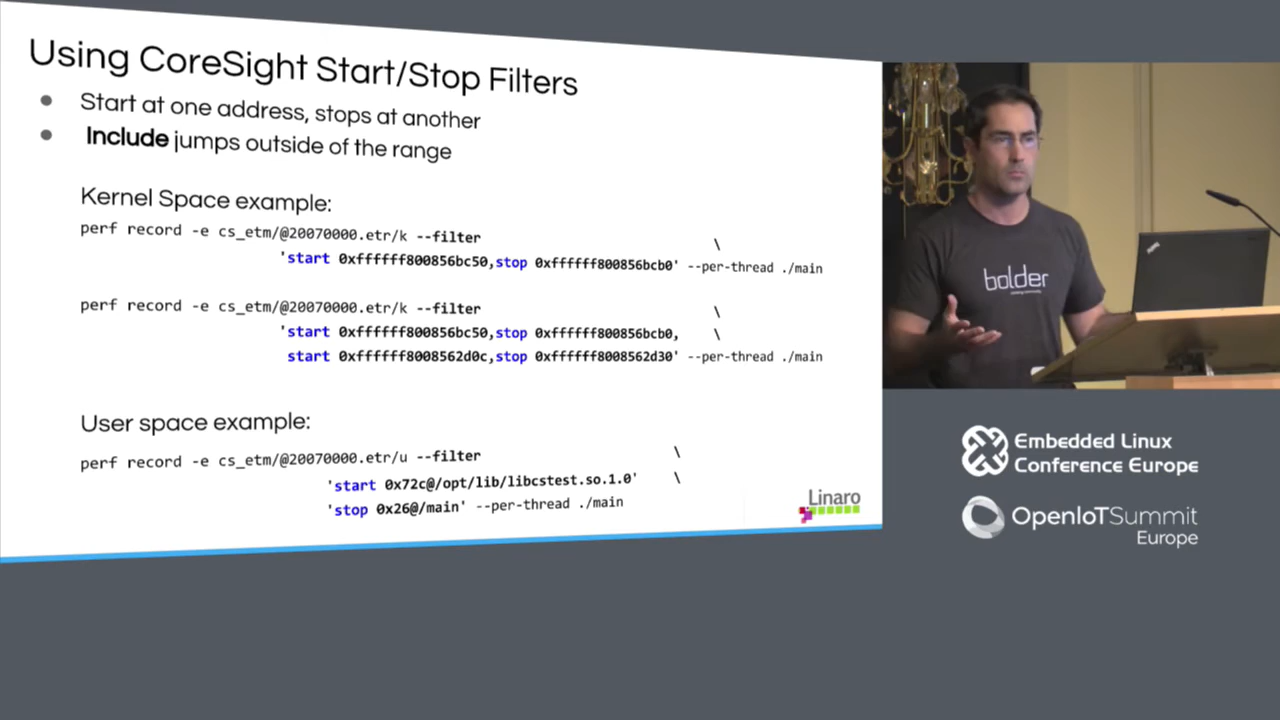 Using CoreSight Start/Stop Filters
● Start at one address, stops at another
● Include jumps outside of the range
Kernel Space example:
perf record -e cs_etm/@20070000.etr/k --filter \
'start 0xffffff800856bc50,stop 0xffffff800856bcb0' --per-thread ./main
perf record -e cs_etm/@20070000.etr/k --filter \
'start 0xffffff800856bc50,stop 0xffffff800856bcb0, \
start 0xffffff8008562d0c,stop 0xffffff8008562d30' --per-thread ./main
User space example:
perf record -e cs_etm/@20070000.etr/u --filter \
'start 0x72c@/opt/lib/libcstest.so.1.0' \
'stop 0x26@/main' --per-thread ./main
Linaro
bolder
Embedded Linux
Conference Europe
OpenIoTSummit
Europe